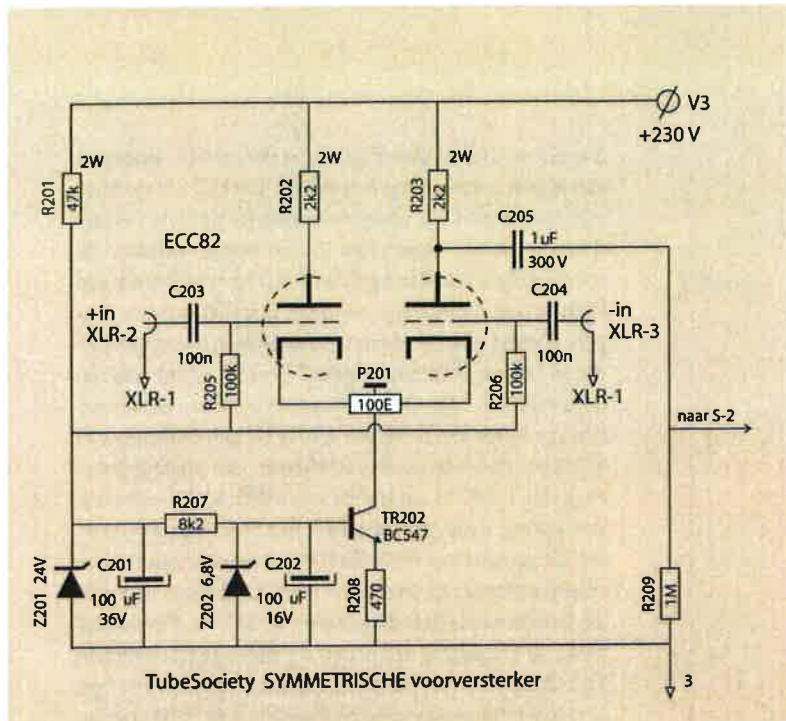 V3
+230 V
2W
2W
2W
R201
47k
R202
2k2
R203
2k2
C205
1uF
300 V
ECC82
C203
100n
C204
100n
+in
XLR-2
-in
XLR-3
XLR-1
XLR-1
R205
100k
R206
100k
P201
100E
naar S-2
R207
8k2
TR202
BC547
Z201 24V
C201
100 uF
36V
Z202 6,8V
C202
100 uF
16V
R208
470
R209
1M
3
TubeSociety SYMMETRISCHE voorversterker